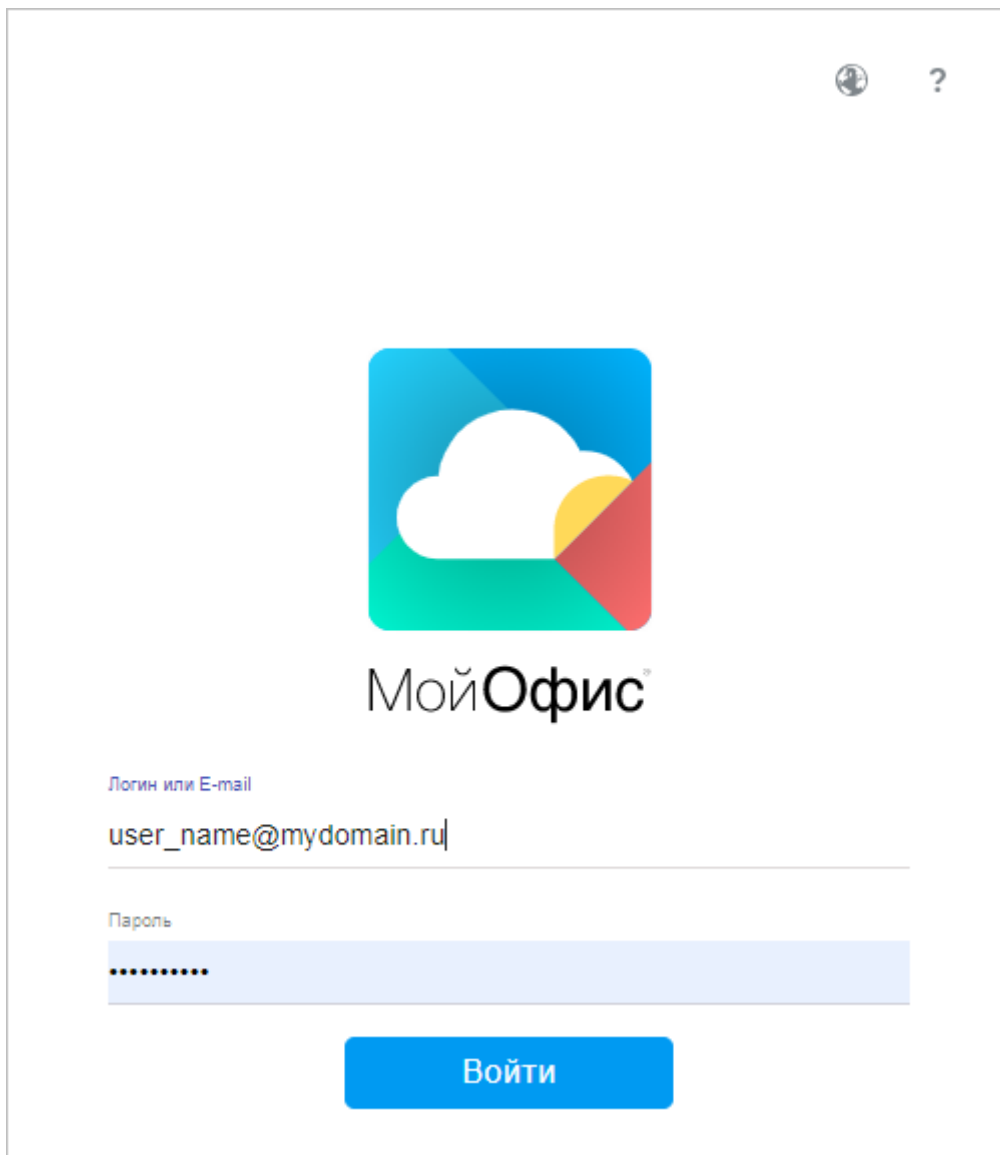 ?
МойОфис
Логин или E-mail
user_name@mydomain.ru
Пароль
••••••••••
Войти